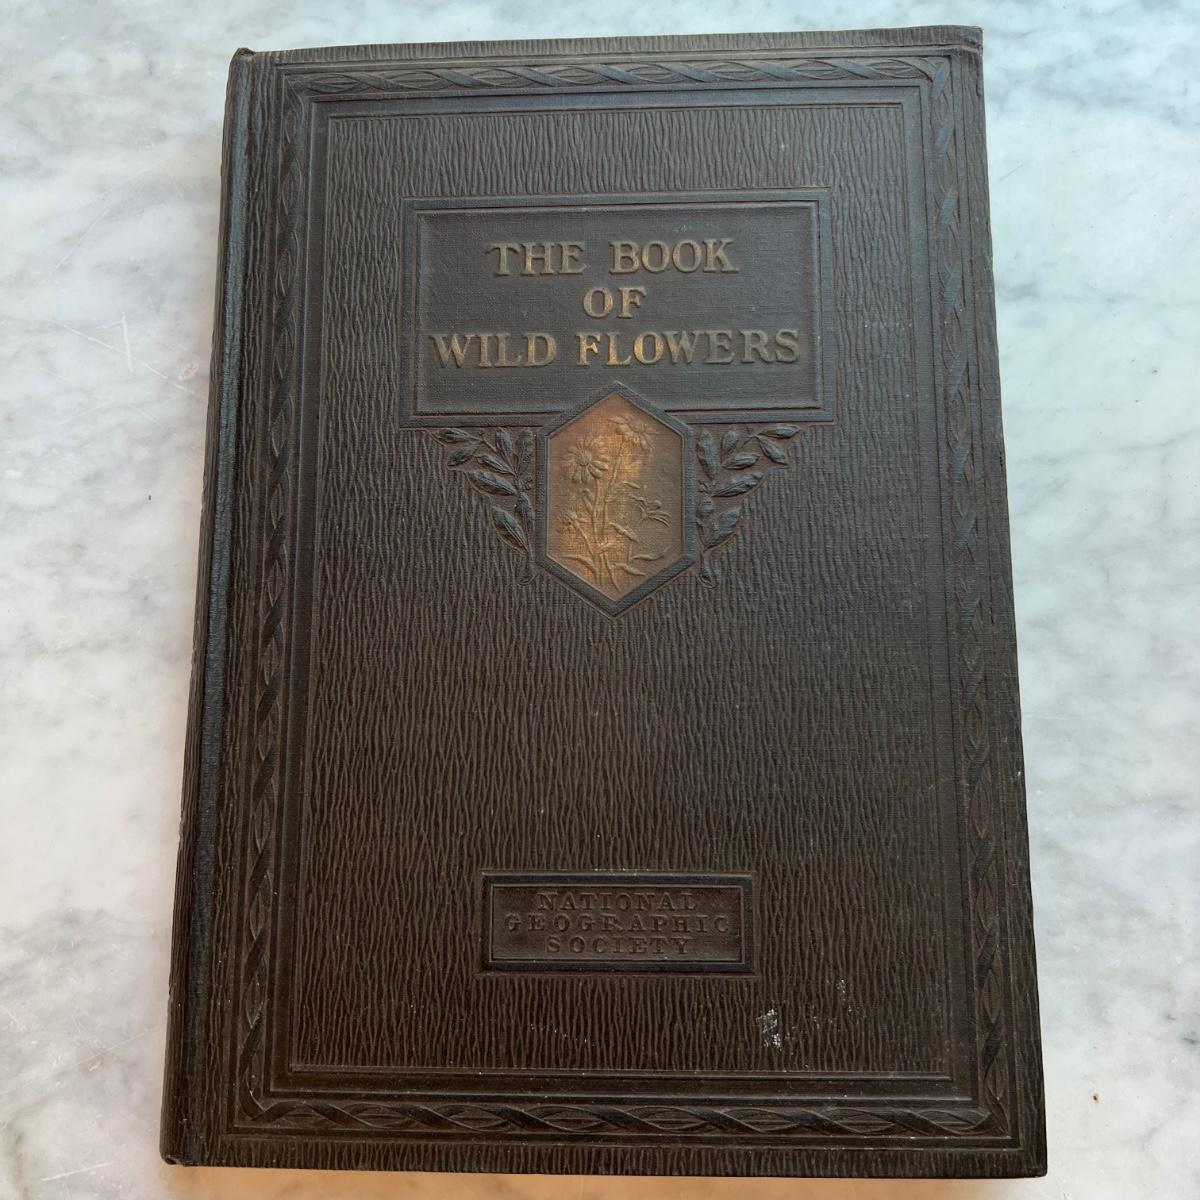 THE BOOK
OF
WILD FLOWERS
NATIONAL
GEOGRAPHIC
SOCIETY